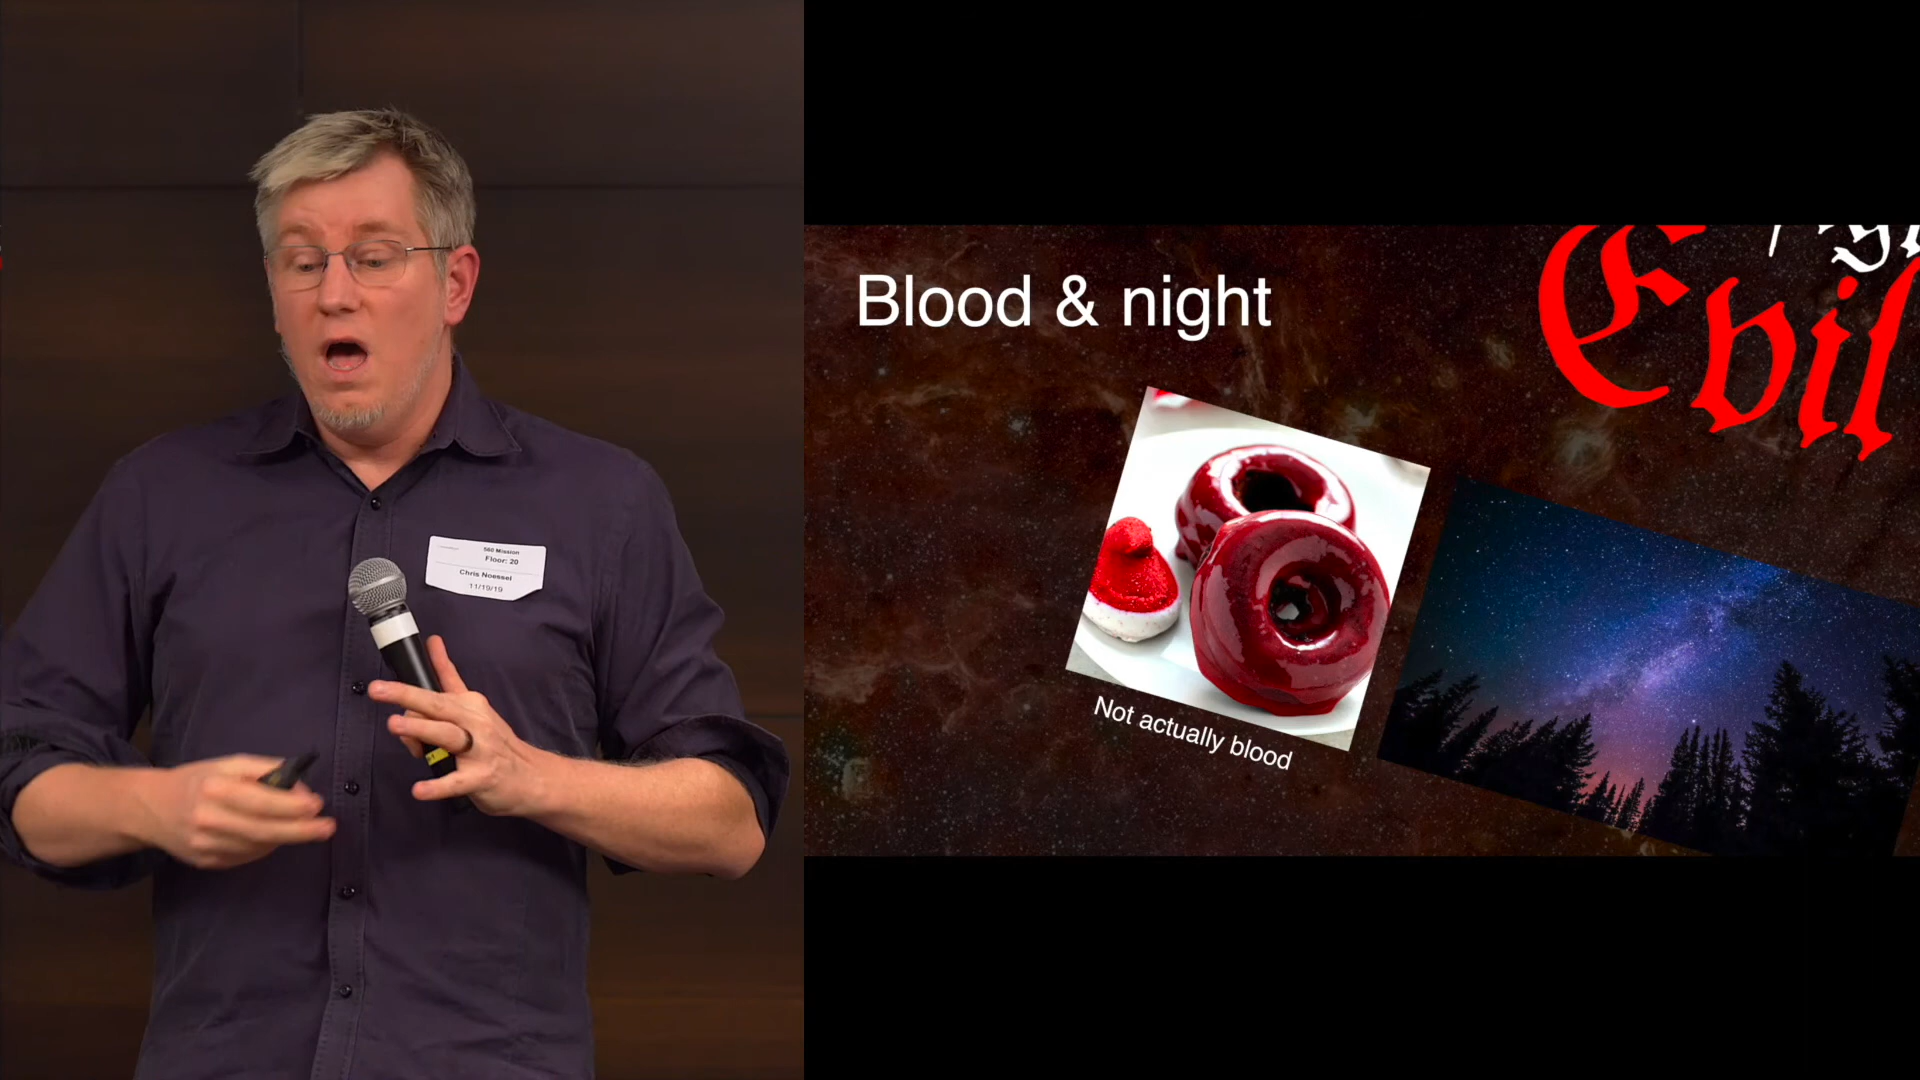 560 Mission
Floor: 20
Chris Noessel
11/19/19
Blood & night
Evil
Not actually blood